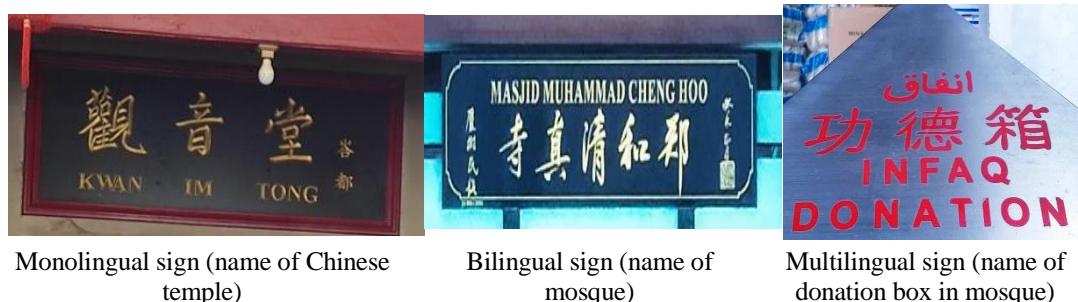 觀音堂
峇都
KWAN IM TONG
MASJID MUHAMMAD CHENG HOO
郑和清真寺
انفاق
功德箱
INFAQ
DONATION
Monolingual sign (name of Chinese
temple)
Bilingual sign (name of
mosque)
Multilingual sign (name of
donation box in mosque)